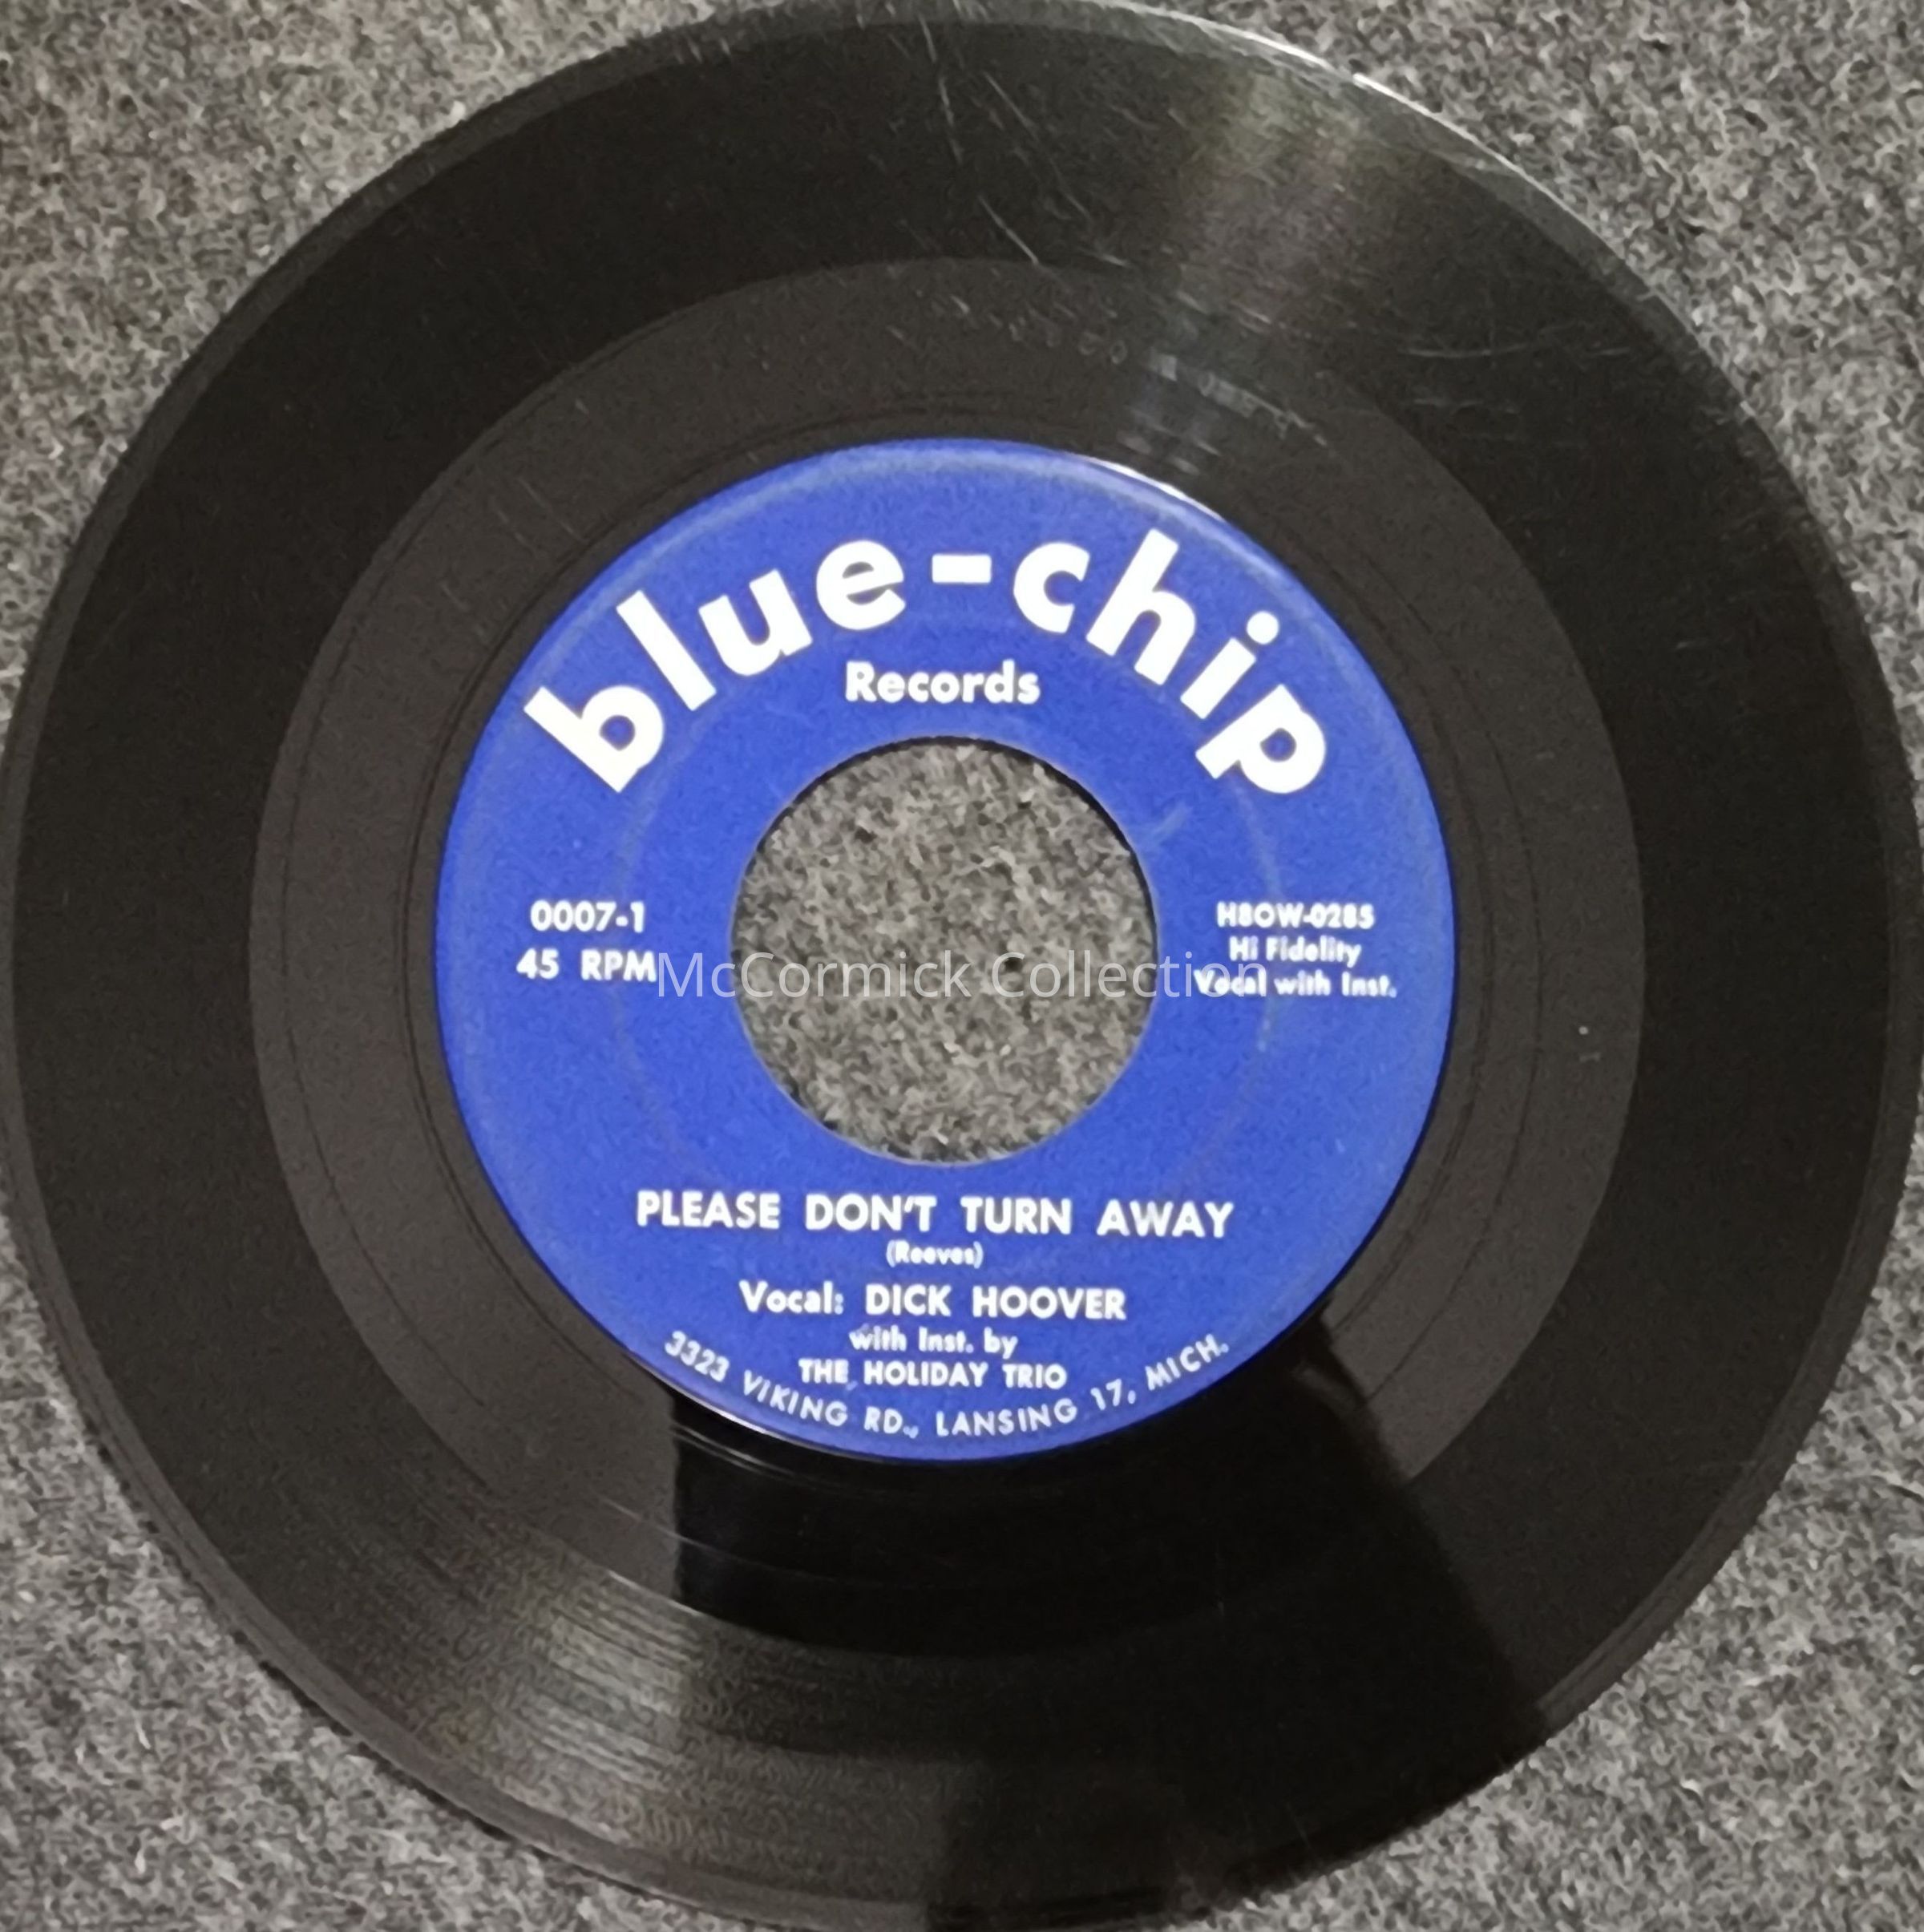 blue-chip
Records
0007-1
45 RPM
H8OW-0285
Hi Fidelity
Vocal with Inst.
McCormick Collection
PLEASE DON'T TURN AWAY
(Reeves)
Vocal: DICK HOOVER
with Inst. by
THE HOLIDAY TRIO
3323 VIKING RD., LANSING 17, MICH.